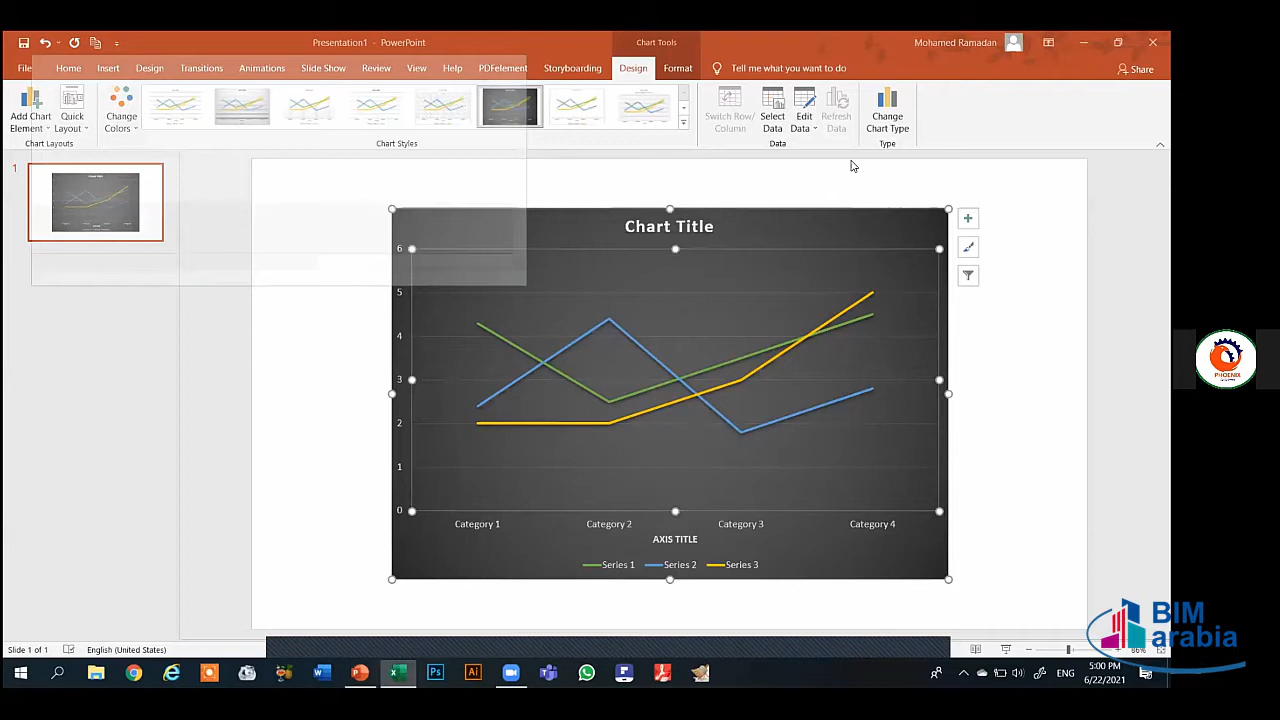 Presentation1 - PowerPoint
Chart Tools
Mohamed Ramadan
File Home Insert Design Transitions Animations Slide Show Review View Help PDFelement Storyboarding Design Format Tell me what you want to do Share
Add Chart Element
Quick Layout
Change Colors
Switch Row/ Column
Select Data
Edit Data
Refresh Data
Change Chart Type
Chart Layouts
Chart Styles
Data
Type
1
Chart Title
6
5
4
3
2
1
0
Category 1 Category 2 Category 3 Category 4
AXIS TITLE
Series 1 Series 2 Series 3
PHOENIX
BIM
arabia
Slide 1 of 1 English (United States)
86%
Ps Ai
ENG
5:00 PM
6/22/2021